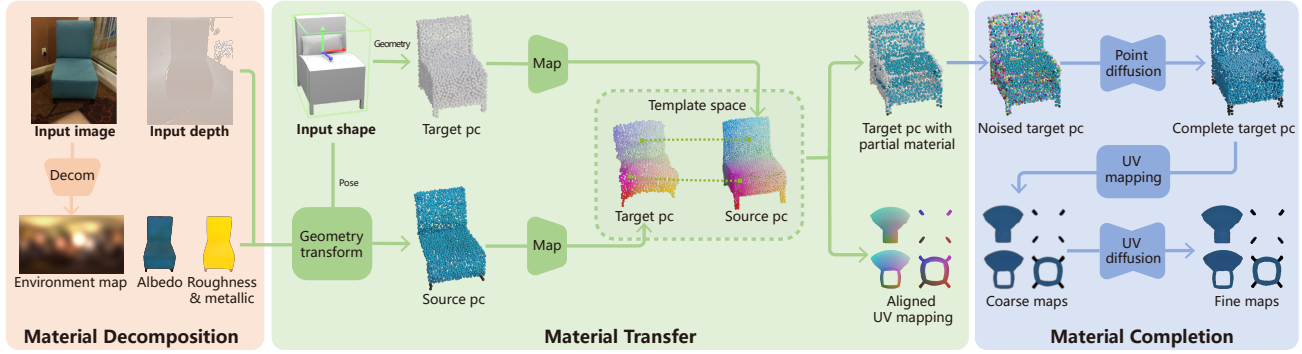 Input image
Input depth
Decom
Environment map
Albedo
Roughness
& metallic
Material Decomposition
Input shape
Geometry
Target pc
Map
Pose
Geometry
transform
Source pc
Map
Template space
Target pc
Source pc
Target pc with
partial material
Aligned
UV mapping
Material Transfer
Noised target pc
Point
diffusion
Complete target pc
UV
mapping
Coarse maps
UV
diffusion
Fine maps
Material Completion